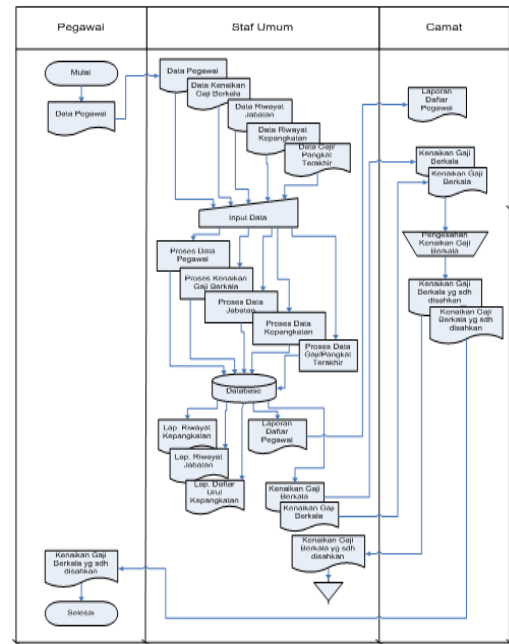 Pegawai
Staf Umum
Camat
Mulai
Data Pegawai
Data Pegawai
Data Kenaikan
Gaji Berkala
Data Riwayat
Jabatan
Data Riwayat
Kepangkatan
Data Gaji/
Pangkat
Terakhir
Input Data
Proses Data
Pegawai
Proses Kenaikan
Gaji Berkala
Proses Data
Jabatan
Proses Data
Kepangkatan
Proses Data
Gaji/Pangkat
Terakhir
Database
Lap. Riwayat
Kepangkatan
Lap. Riwayat
Jabatan
Lap. Daftar
Urut
Kepangkatan
Laporan
Daftar
Pegawai
Kenaikan Gaji
Berkala
Kenaikan Gaji
Berkala
Kenaikan Gaji
Berkala yg sdh
disahkan
Laporan
Daftar
Pegawai
Kenaikan Gaji
Berkala
Kenaikan Gaji
Berkala
Pengesahan
Kenaikan Gaji
Berkala
Kenaikan Gaji
Berkala yg sdh
disahkan
Kenaikan Gaji
Berkala yg sdh
disahkan
Kenaikan Gaji
Berkala yg sdh
disahkan
Selesai